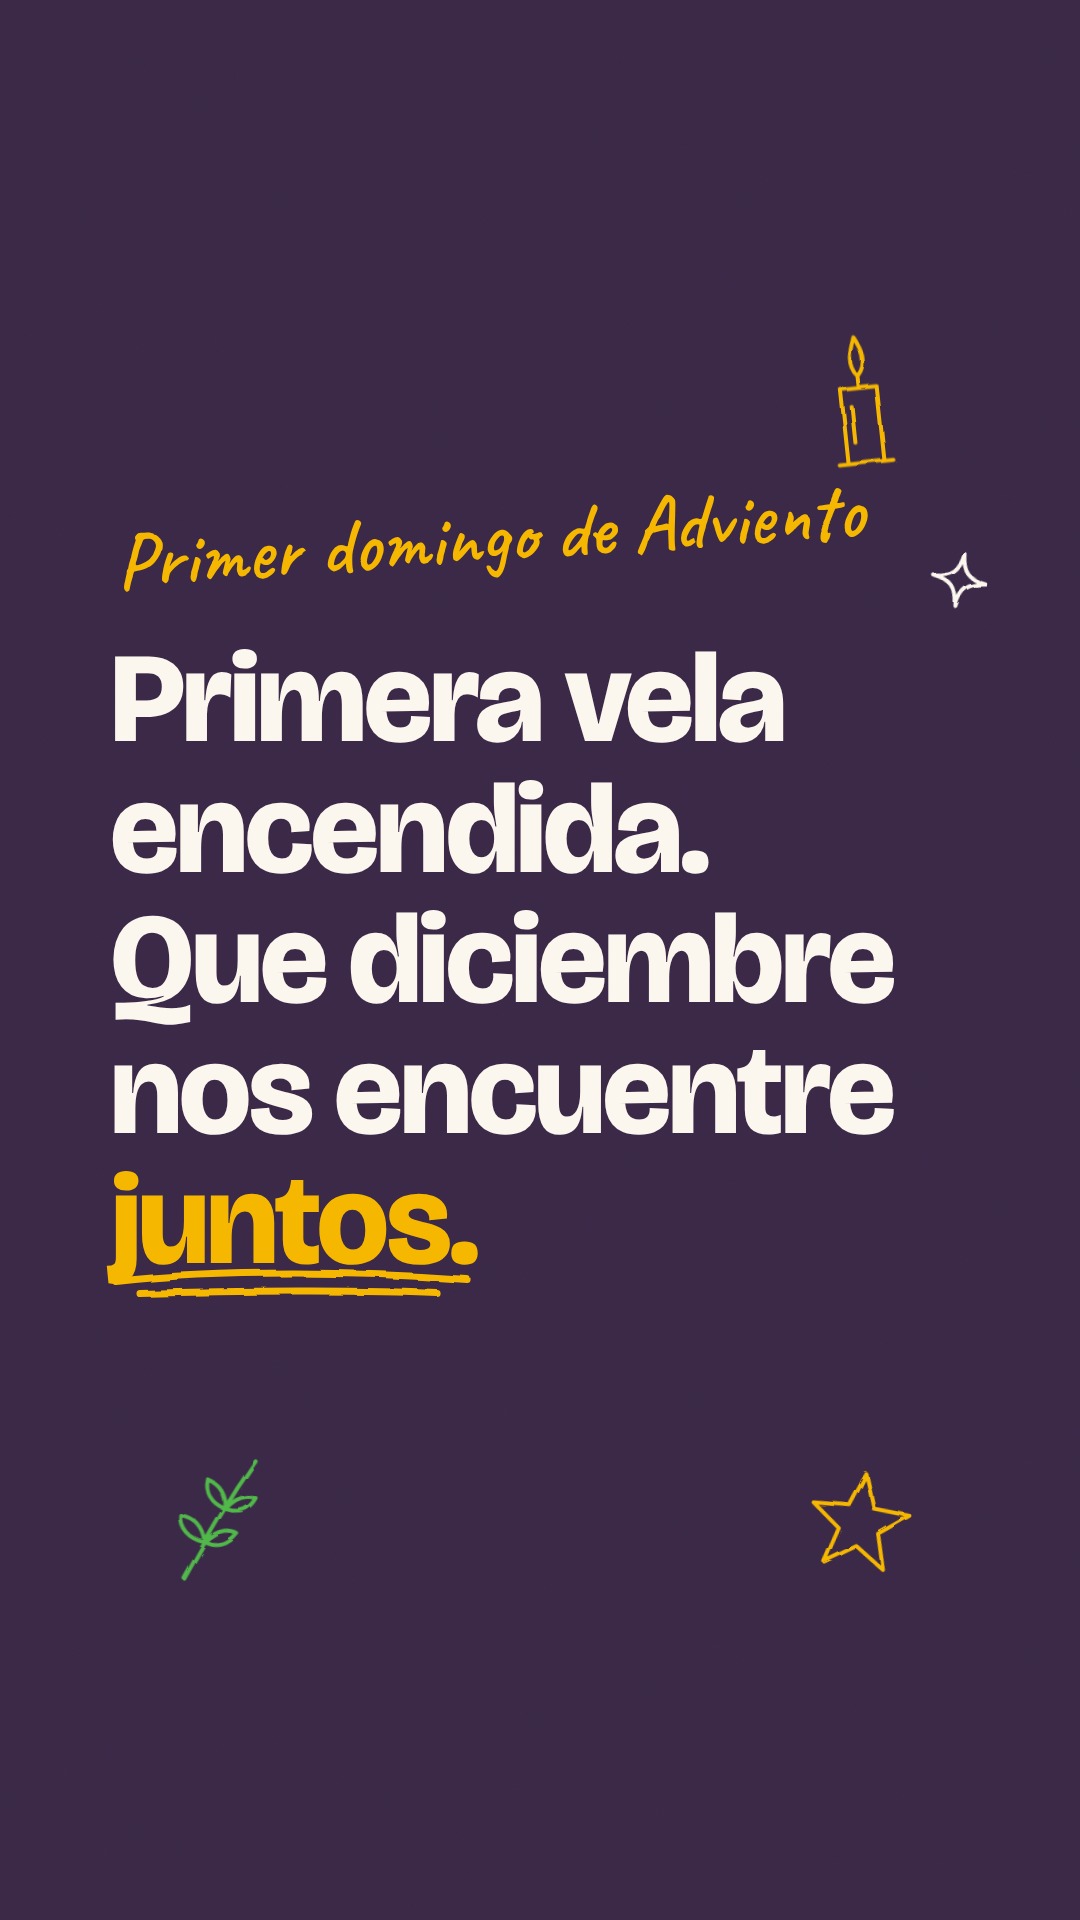 Primer domingo de Adviento
Primera vela
encendida.
Que diciembre
nos encuentre
juntos.